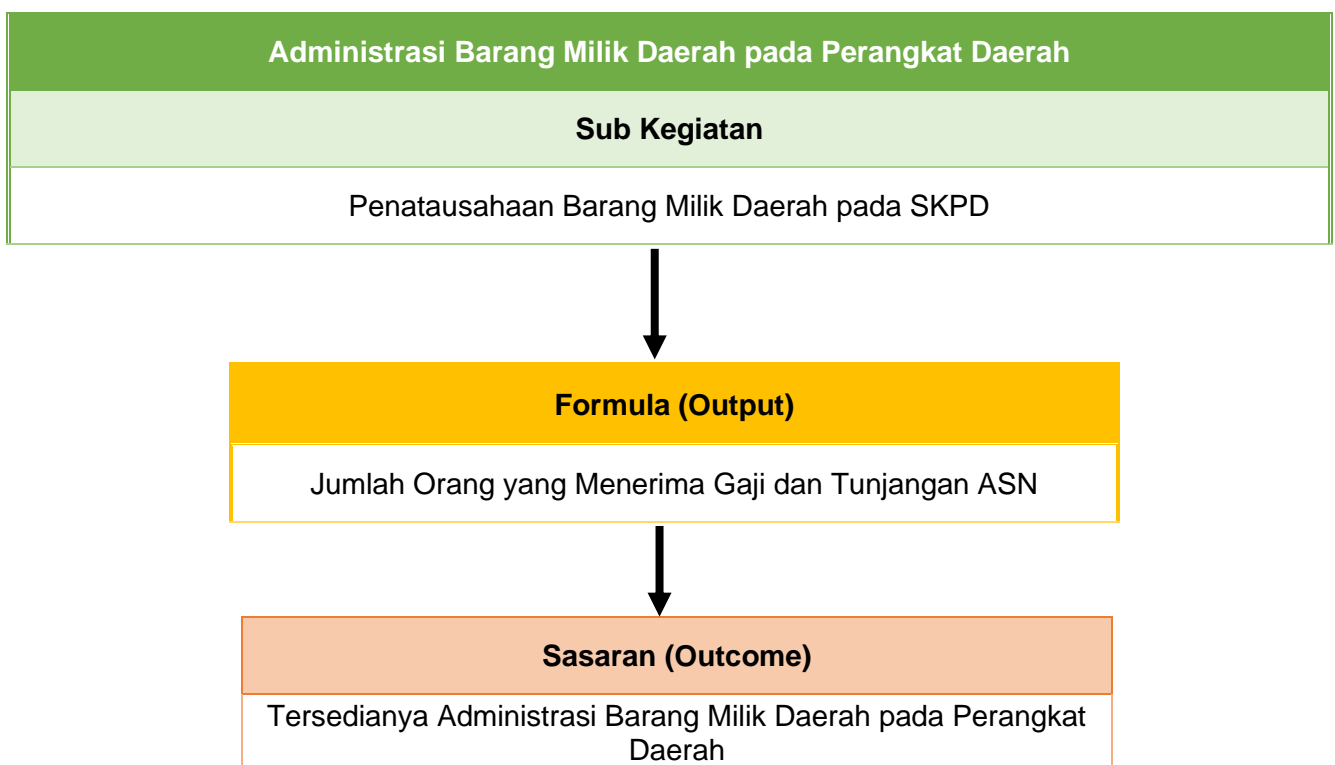 Administrasi Barang Milik Daerah pada Perangkat Daerah
Sub Kegiatan
Penatausahaan Barang Milik Daerah pada SKPD
Formula (Output)
Jumlah Orang yang Menerima Gaji dan Tunjangan ASN
Sasaran (Outcome)
Tersedianya Administrasi Barang Milik Daerah pada Perangkat
Daerah